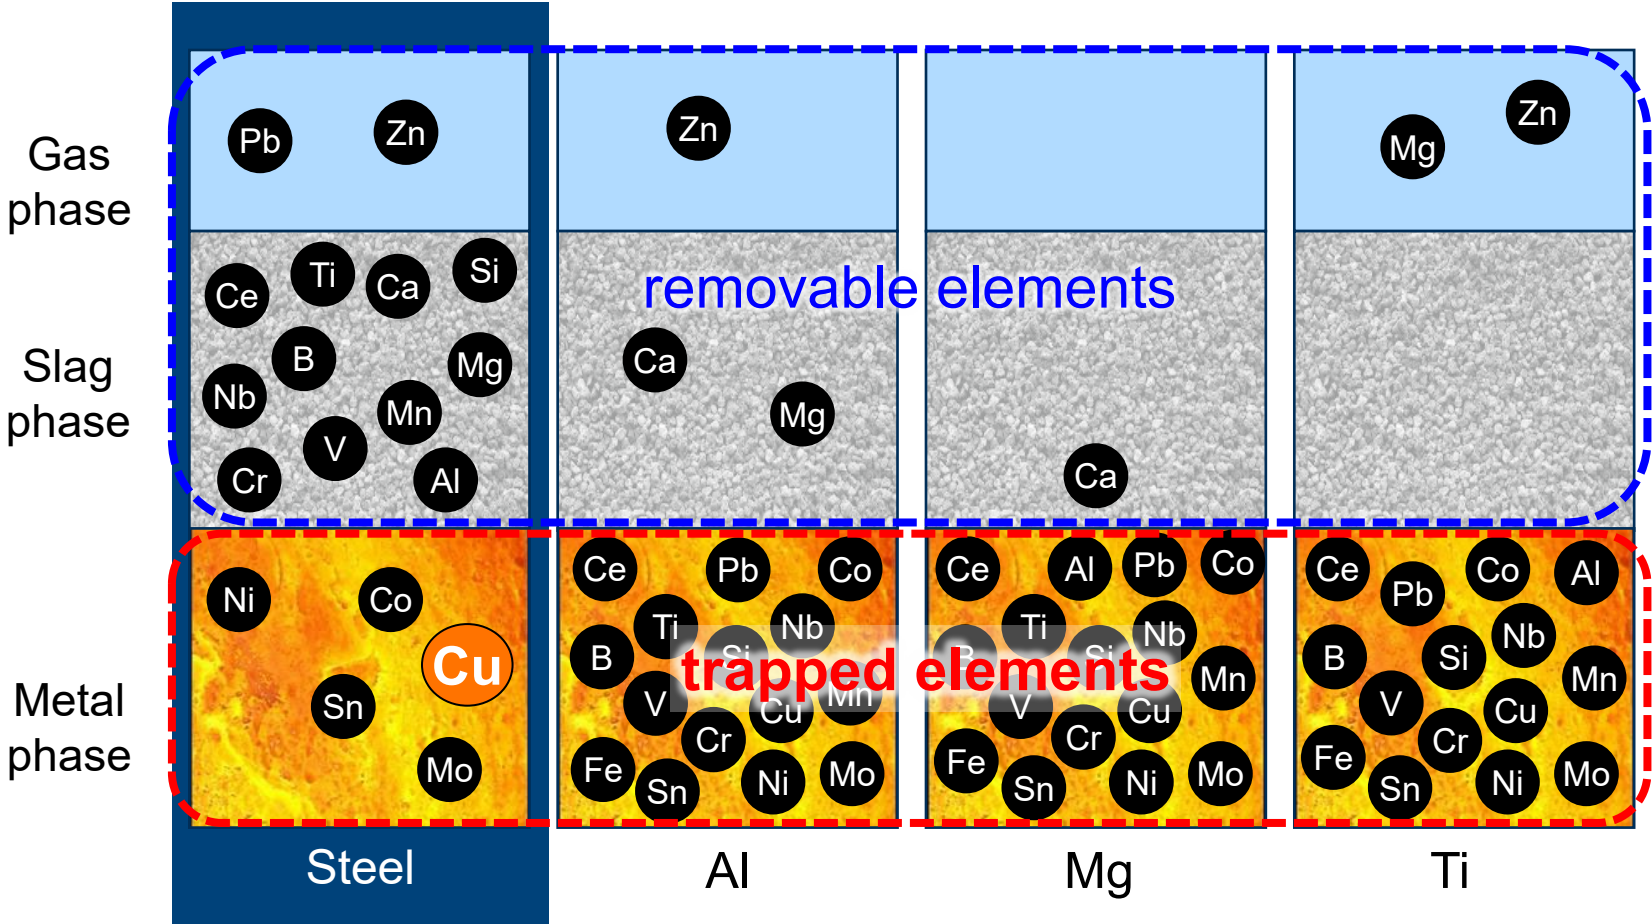 Gas
phase
Pb
Zn
Zn
Mg
Zn
Slag
phase
Ce
Ti
Ca
Si
B
Mg
Nb
Mn
V
Cr
Al
removable elements
Ca
Mg
Ca
Metal
phase
Ni
Co
Cu
Sn
Mo
Ce
Pb
Co
Ti
Nb
B
Si
V
Cu
Mn
Cr
Fe
Sn
Ni
Mo
trapped elements
Ce
Al
Pb
Co
Ti
Nb
B
Si
Mn
V
Cu
Cr
Fe
Sn
Ni
Mo
Ce
Pb
Co
Al
Nb
B
Si
Mn
V
Cu
Cr
Fe
Sn
Ni
Mo
Steel
Al
Mg
Ti